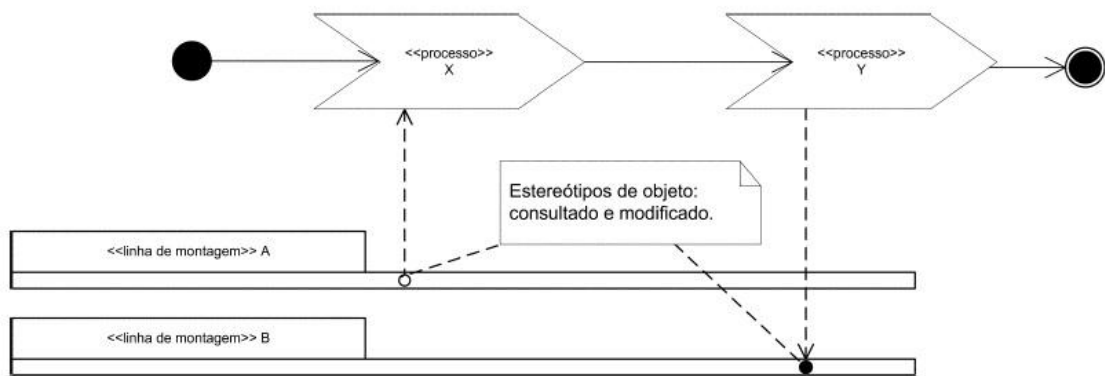 <<processo>>
X
<<processo>>
Y
Estereótipos de objeto:
consultado e modificado.
<<linha de montagem>> A
<<linha de montagem>> B